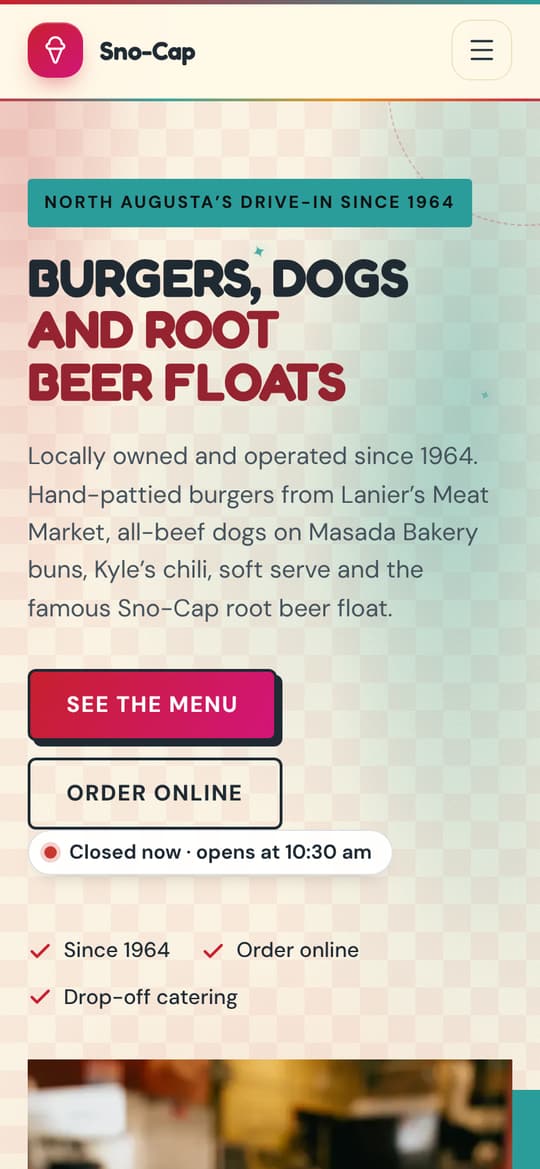 Sno-Cap
NORTH AUGUSTA'S DRIVE-IN SINCE 1964
BURGERS, DOGS
AND ROOT
BEER FLOATS
Locally owned and operated since 1964.
Hand-pattied burgers from Lanier's Meat
Market, all-beef dogs on Masada Bakery
buns, Kyle's chili, soft serve and the
famous Sno-Cap root beer float.
SEE THE MENU
ORDER ONLINE
Closed now · opens at 10:30 am
Since 1964
Order online
Drop-off catering